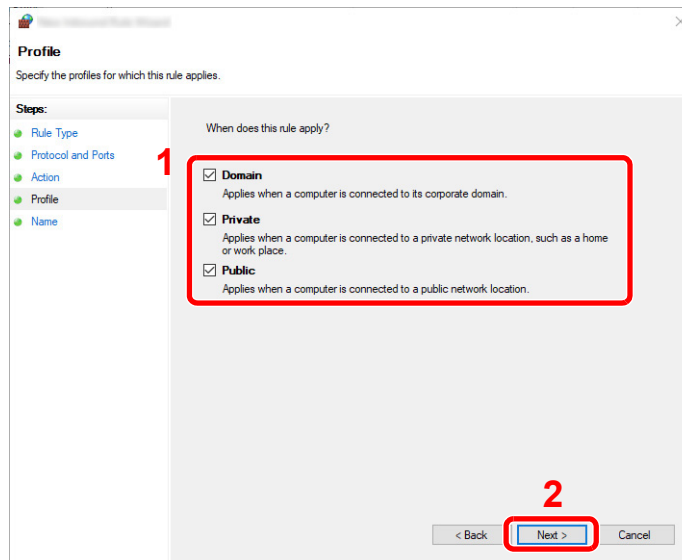 Profile
Specify the profiles for which this rule applies.
Steps:
Rule Type
Protocol and Ports
Action
Profile
Name
When does this rule apply?
1
Domain
Applies when a computer is connected to its corporate domain.
Private
Applies when a computer is connected to a private network location, such as a home
or work place.
Public
Applies when a computer is connected to a public network location.
2
< Back
Next >
Cancel